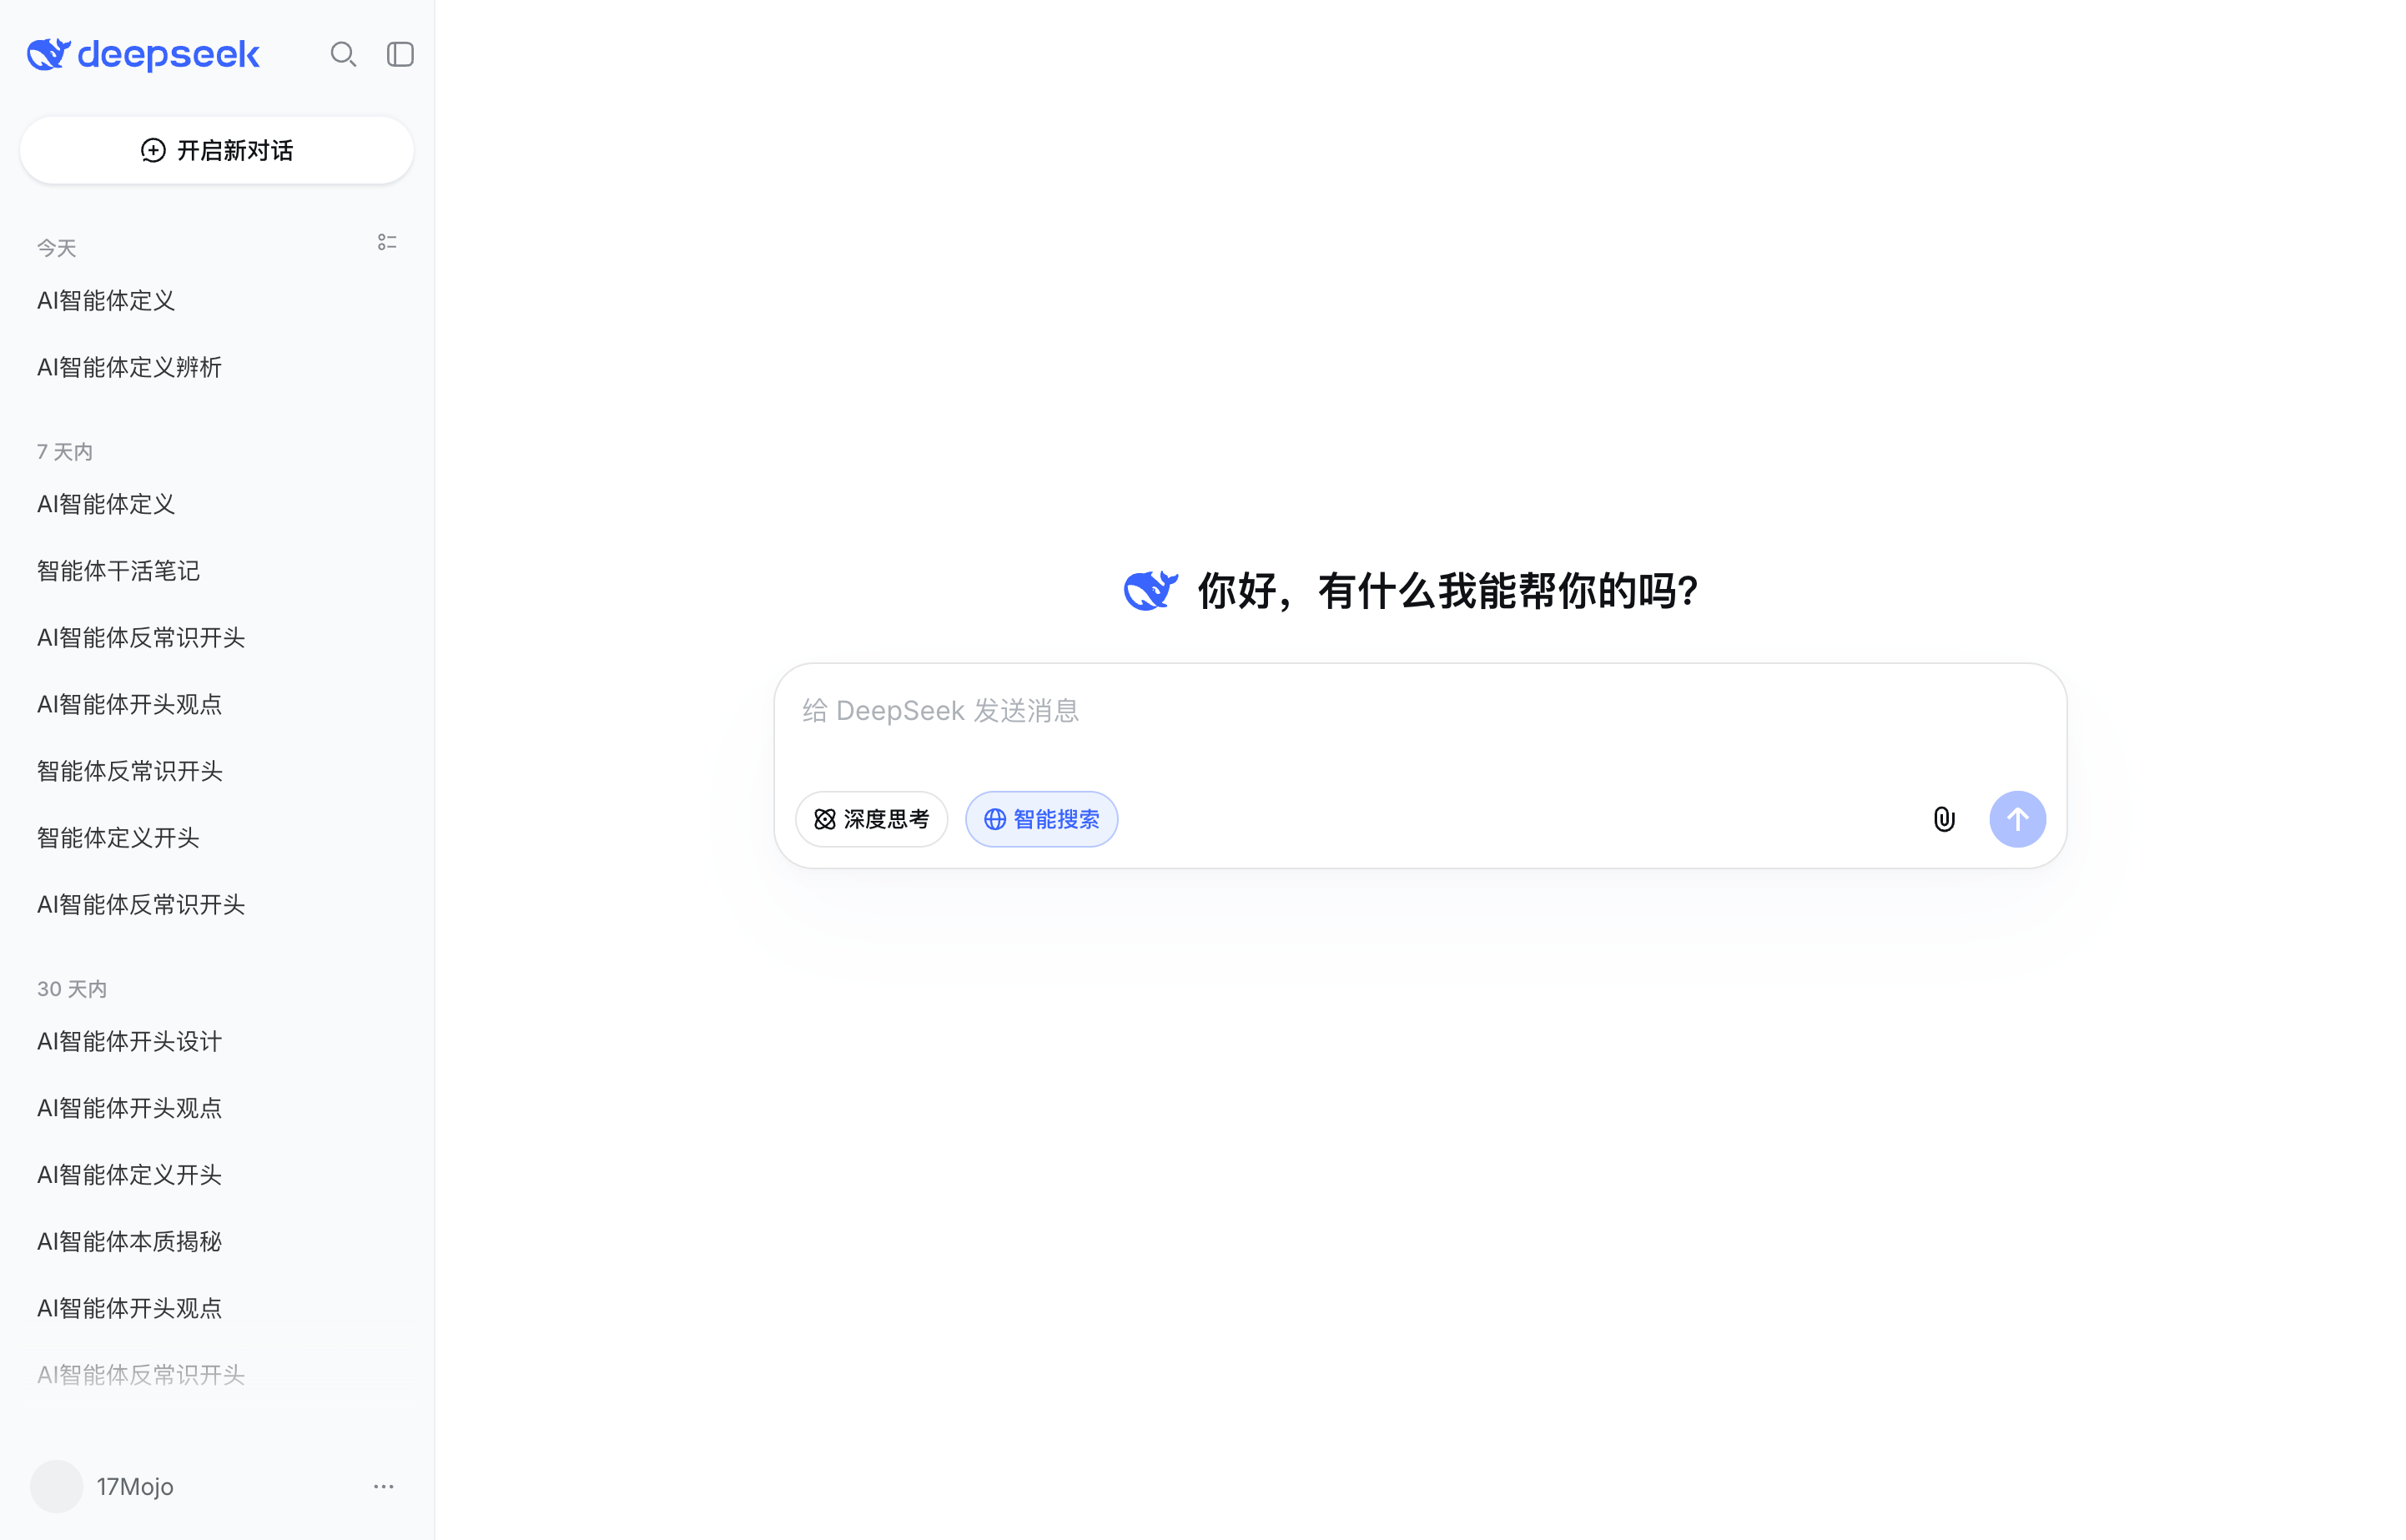 deepseek
开启新对话
今天
AI智能体定义
AI智能体定义辨析
7 天内
AI智能体定义
智能体干活笔记
AI智能体反常识开头
AI智能体开头观点
智能体反常识开头
智能体定义开头
AI智能体反常识开头
30 天内
AI智能体开头设计
AI智能体开头观点
AI智能体定义开头
AI智能体本质揭秘
AI智能体开头观点
AI智能体反常识开头
17Mojo
你好，有什么我能帮你的吗？
给 DeepSeek 发送消息
深度思考
智能搜索